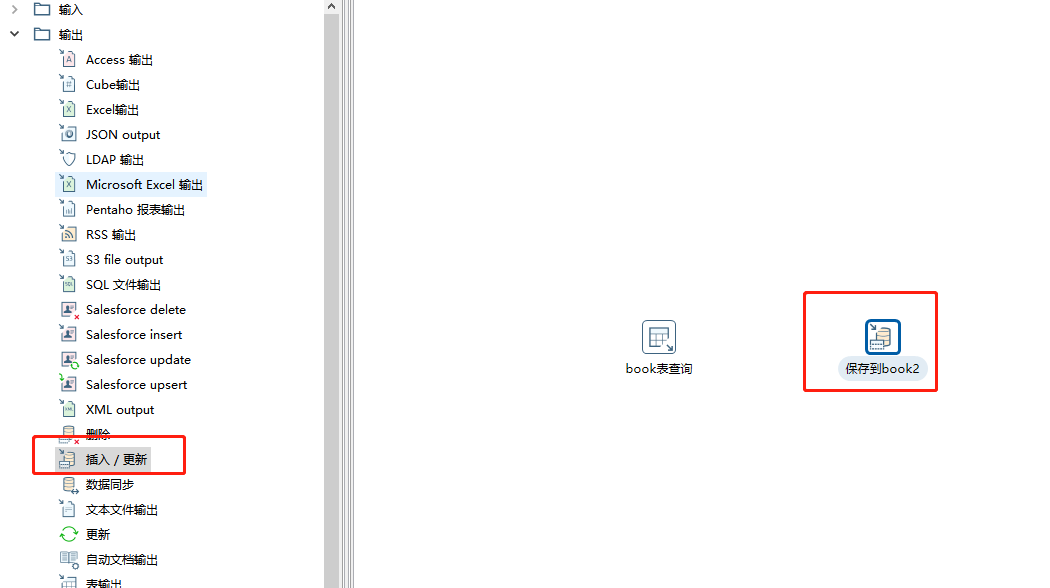 输入
输出
Access 输出
Cube输出
Excel输出
JSON output
LDAP 输出
Microsoft Excel 输出
Pentaho 报表输出
RSS 输出
S3 file output
SQL 文件输出
Salesforce delete
Salesforce insert
Salesforce update
Salesforce upsert
XML output
删除
插入 / 更新
数据同步
文本文件输出
更新
自动文档输出
表输出
book表查询
保存到book2